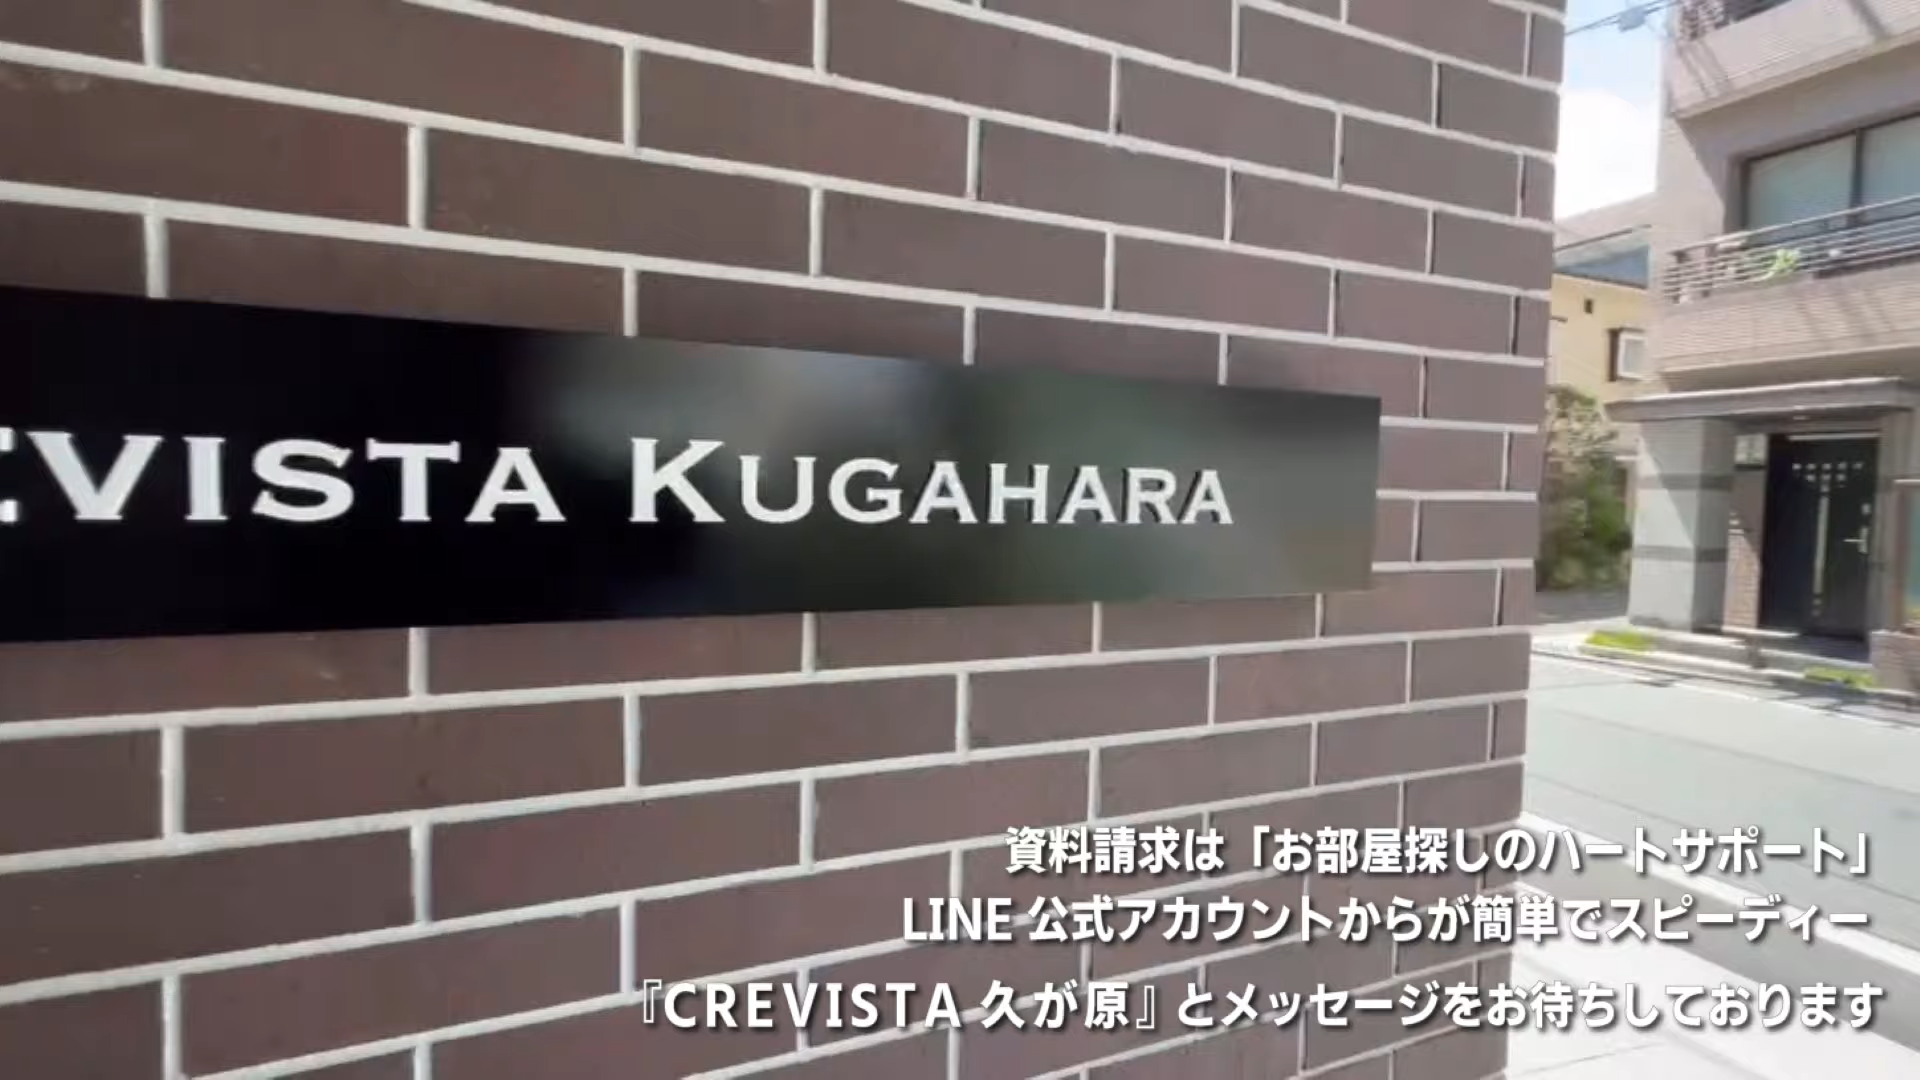 EVISTA KUGAHARA
資料請求は「お部屋探しのハートサポート」
LINE 公式アカウントからが簡単でスピーディー
『CREVISTA 久が原』とメッセージをお待ちしております